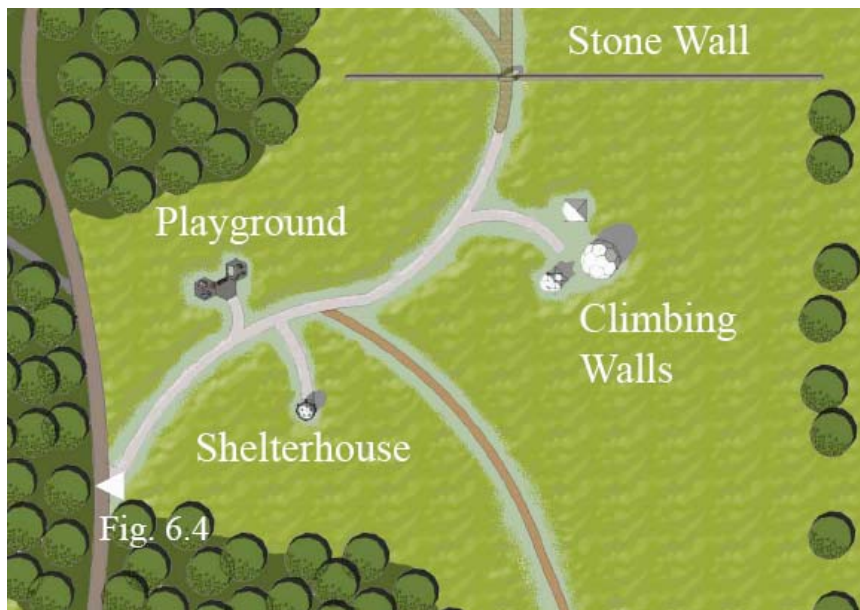 Stone Wall
Playground
Climbing
Walls
Shelterhouse
Fig. 6.4